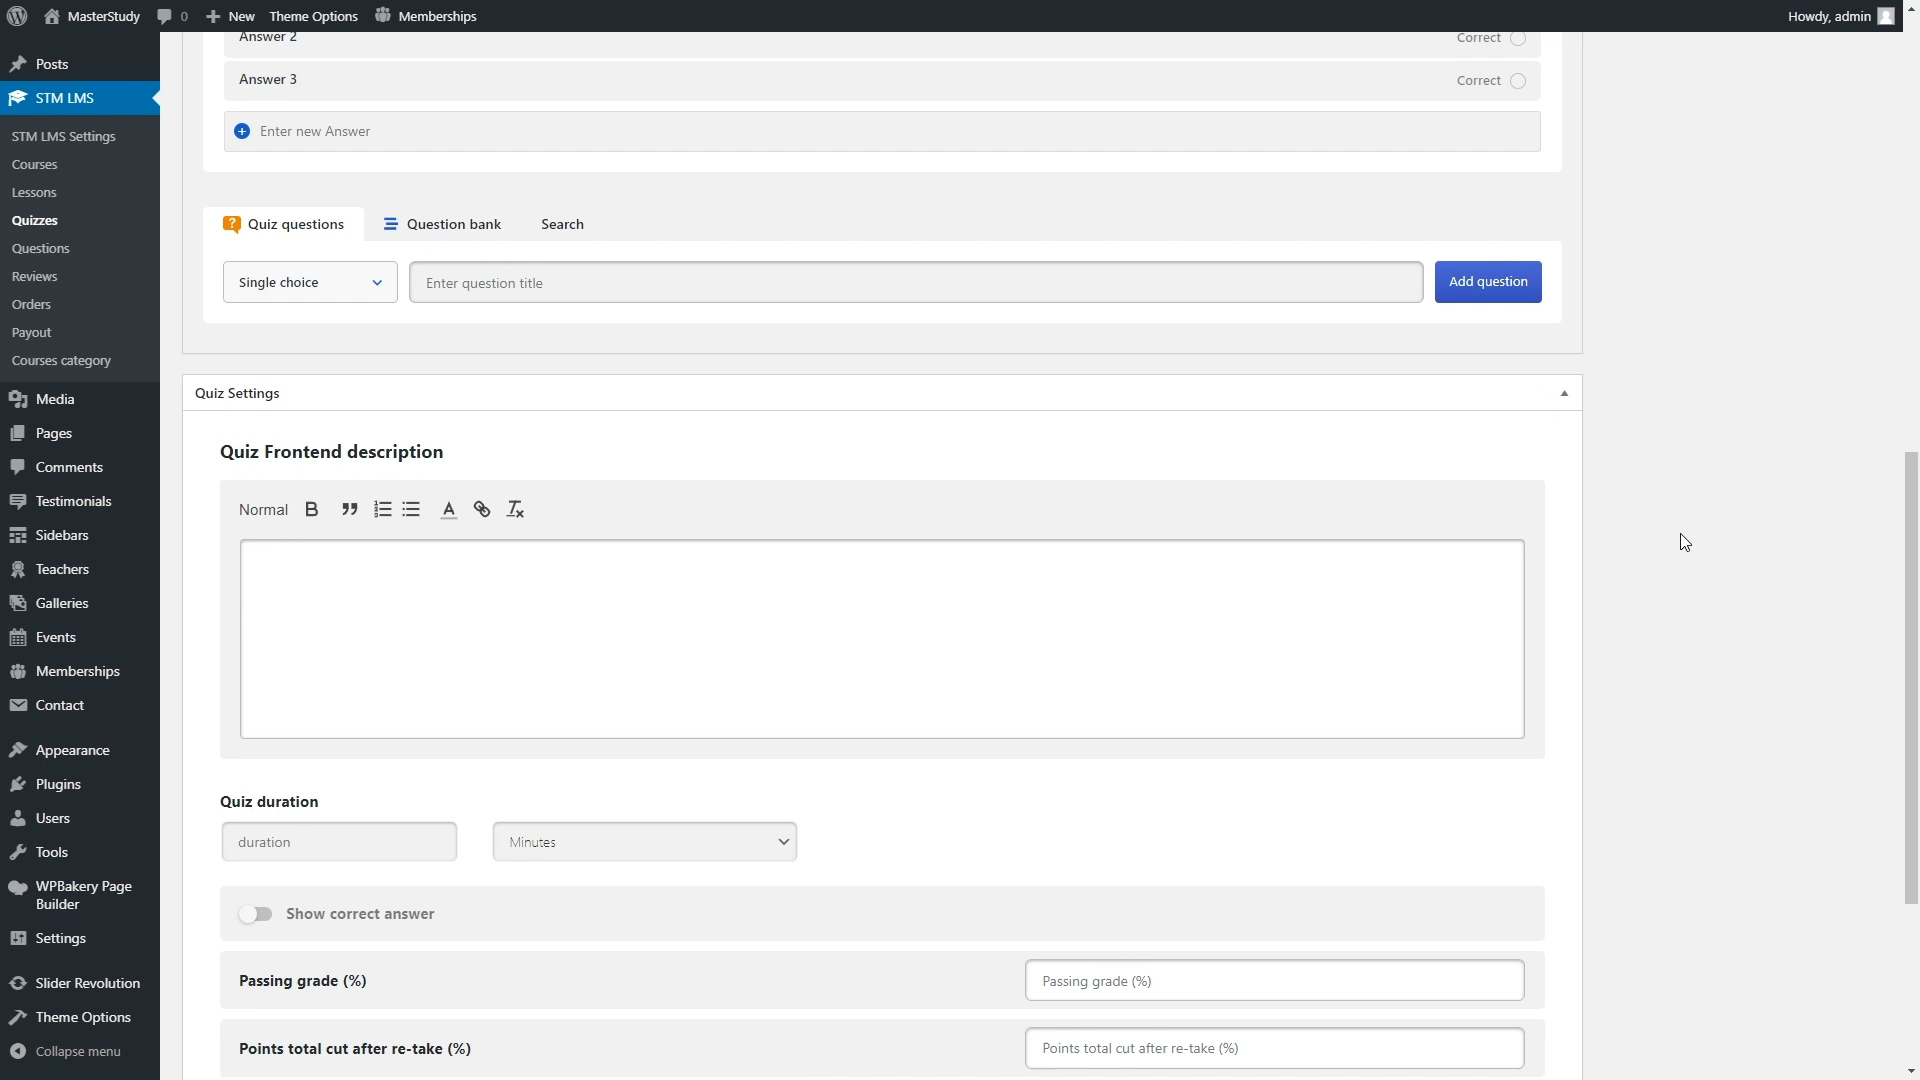 MasterStudy 0 New Theme Options Memberships Howdy, admin
Posts
STM LMS
STM LMS Settings
Courses
Lessons
Quizzes
Questions
Reviews
Orders
Payout
Courses category
Media
Pages
Comments
Testimonials
Sidebars
Teachers
Galleries
Events
Memberships
Contact
Appearance
Plugins
Users
Tools
WPBakery Page
Builder
Settings
Slider Revolution
Theme Options
Collapse menu
Answer 2 Correct
Answer 3 Correct
Enter new Answer
Quiz questions Question bank Search
Single choice Enter question title Add question
Quiz Settings
Quiz Frontend description
Normal
Quiz duration
duration Minutes
Show correct answer
Passing grade (%) Passing grade (%)
Points total cut after re-take (%) Points total cut after re-take (%)